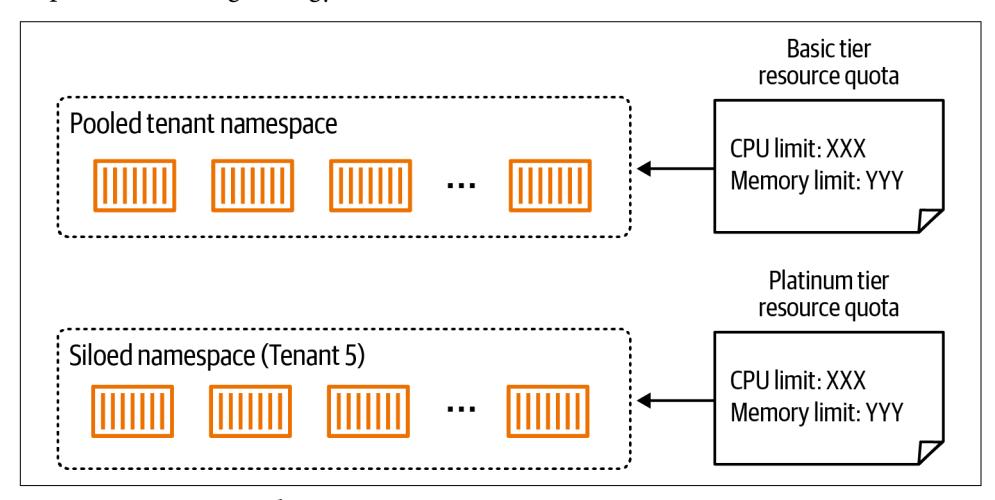 Basic tier
resource quota
Pooled tenant namespace
...
CPU limit: XXX
Memory limit: YYY
Platinum tier
resource quota
Siloed namespace (Tenant 5)
...
CPU limit: XXX
Memory limit: YYY